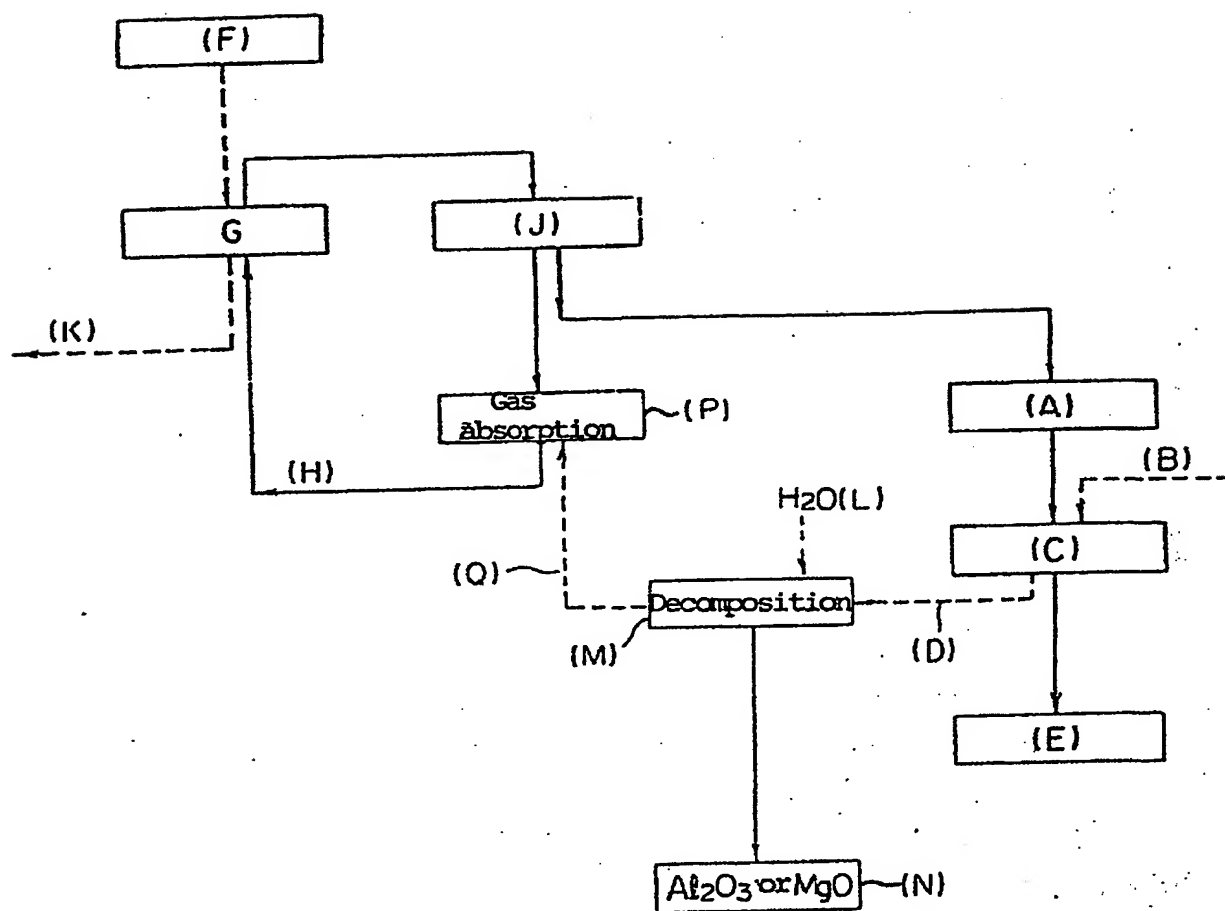 (F)
G
(J)
(K)
(A)
Gas
absorption
(P)
(H)
(B)
H₂O(L)
(C)
(Q)
Decomposition
(M)
(D)
(E)
Al₂O₃ or MgO
(N)